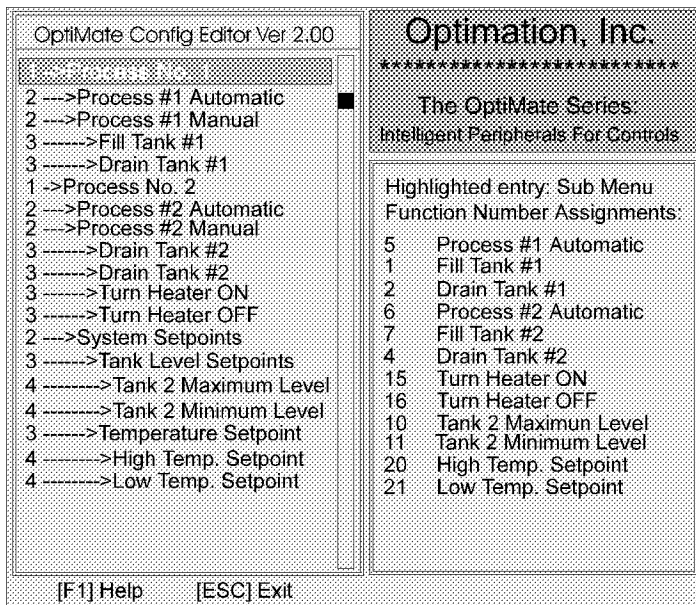 OptiMate Config Editor Ver 2.00
1 ->Process No. 1
2 --->Process #1 Automatic
2 --->Process #1 Manual
3 ------>Fill Tank #1
3 ------>Drain Tank #1
1 ->Process No. 2
2 --->Process #2 Automatic
2 --->Process #2 Manual
3 ------>Drain Tank #2
3 ------>Drain Tank #2
3 ------>Turn Heater ON
3 ------>Turn Heater OFF
2 --->System Setpoints
3 ------>Tank Level Setpoints
4 -------->Tank 2 Maximum Level
4 -------->Tank 2 Minimum Level
3 ------>Temperature Setpoint
4 -------->High Temp. Setpoint
4 -------->Low Temp. Setpoint
[F1] Help [ESC] Exit
Optimation, Inc.
**************************
The OptiMate Series:
Intelligent Peripherals For Controls
Highlighted entry: Sub Menu
Function Number Assignments:
5 Process #1 Automatic
1 Fill Tank #1
2 Drain Tank #1
6 Process #2 Automatic
7 Fill Tank #2
4 Drain Tank #2
15 Turn Heater ON
16 Turn Heater OFF
10 Tank 2 Maximun Level
11 Tank 2 Minimum Level
20 High Temp. Setpoint
21 Low Temp. Setpoint